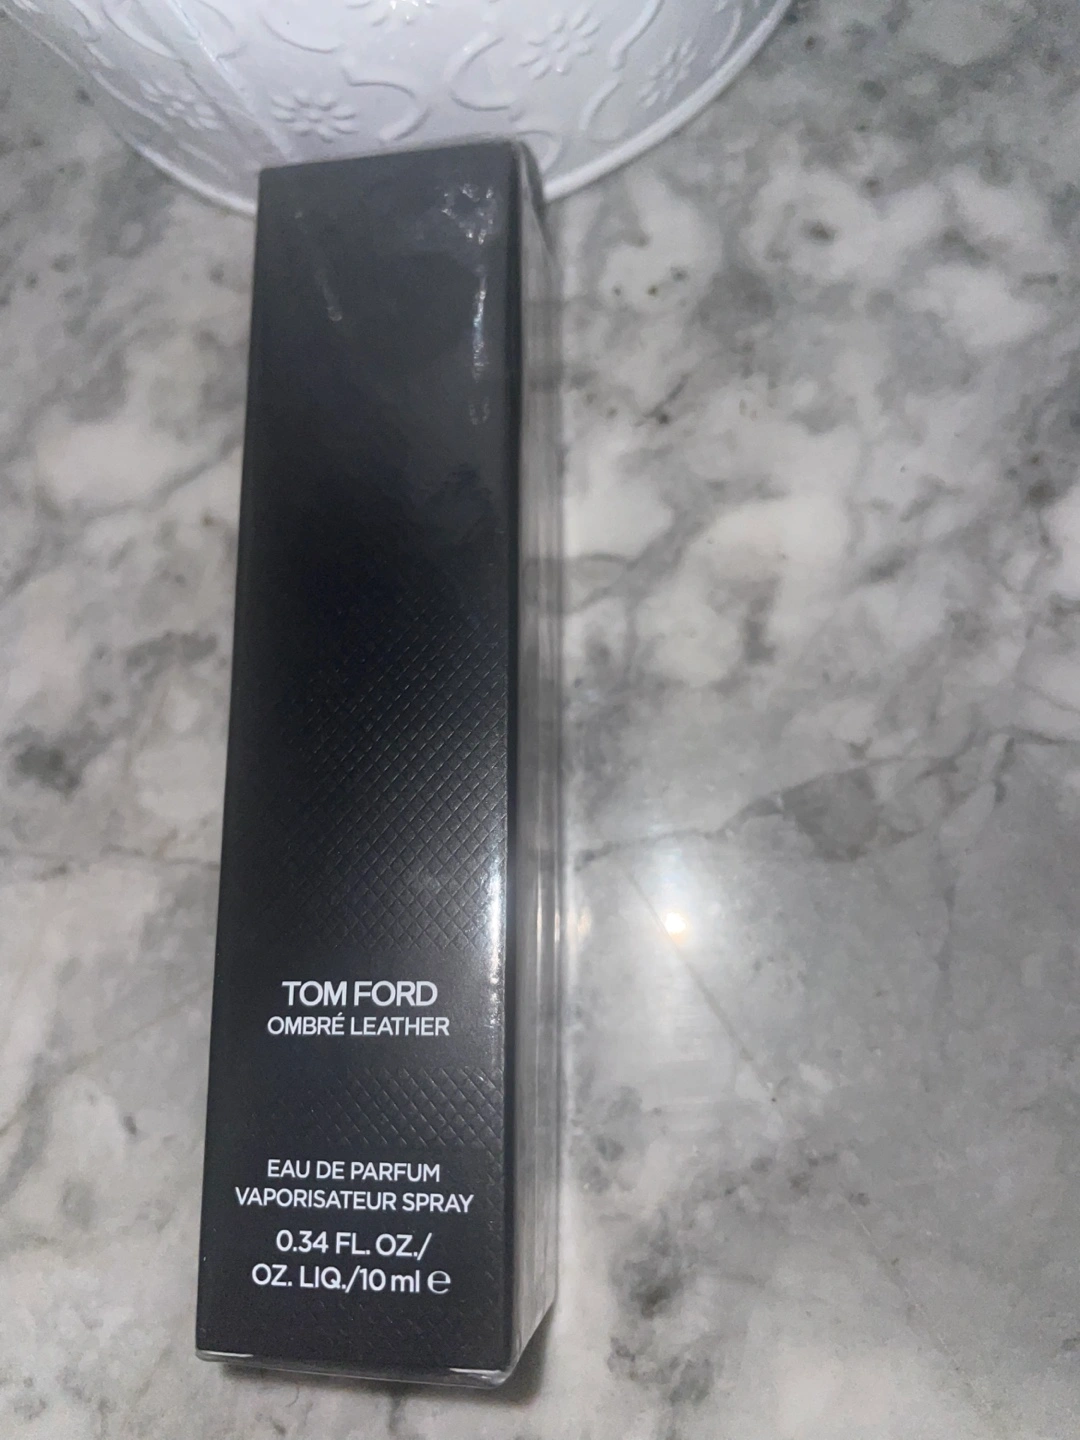 TOM FORD
OMBRÉ LEATHER
EAU DE PARFUM
VAPORISATEUR SPRAY
0.34 FL. OZ./
OZ. LIQ./10 ml ℮